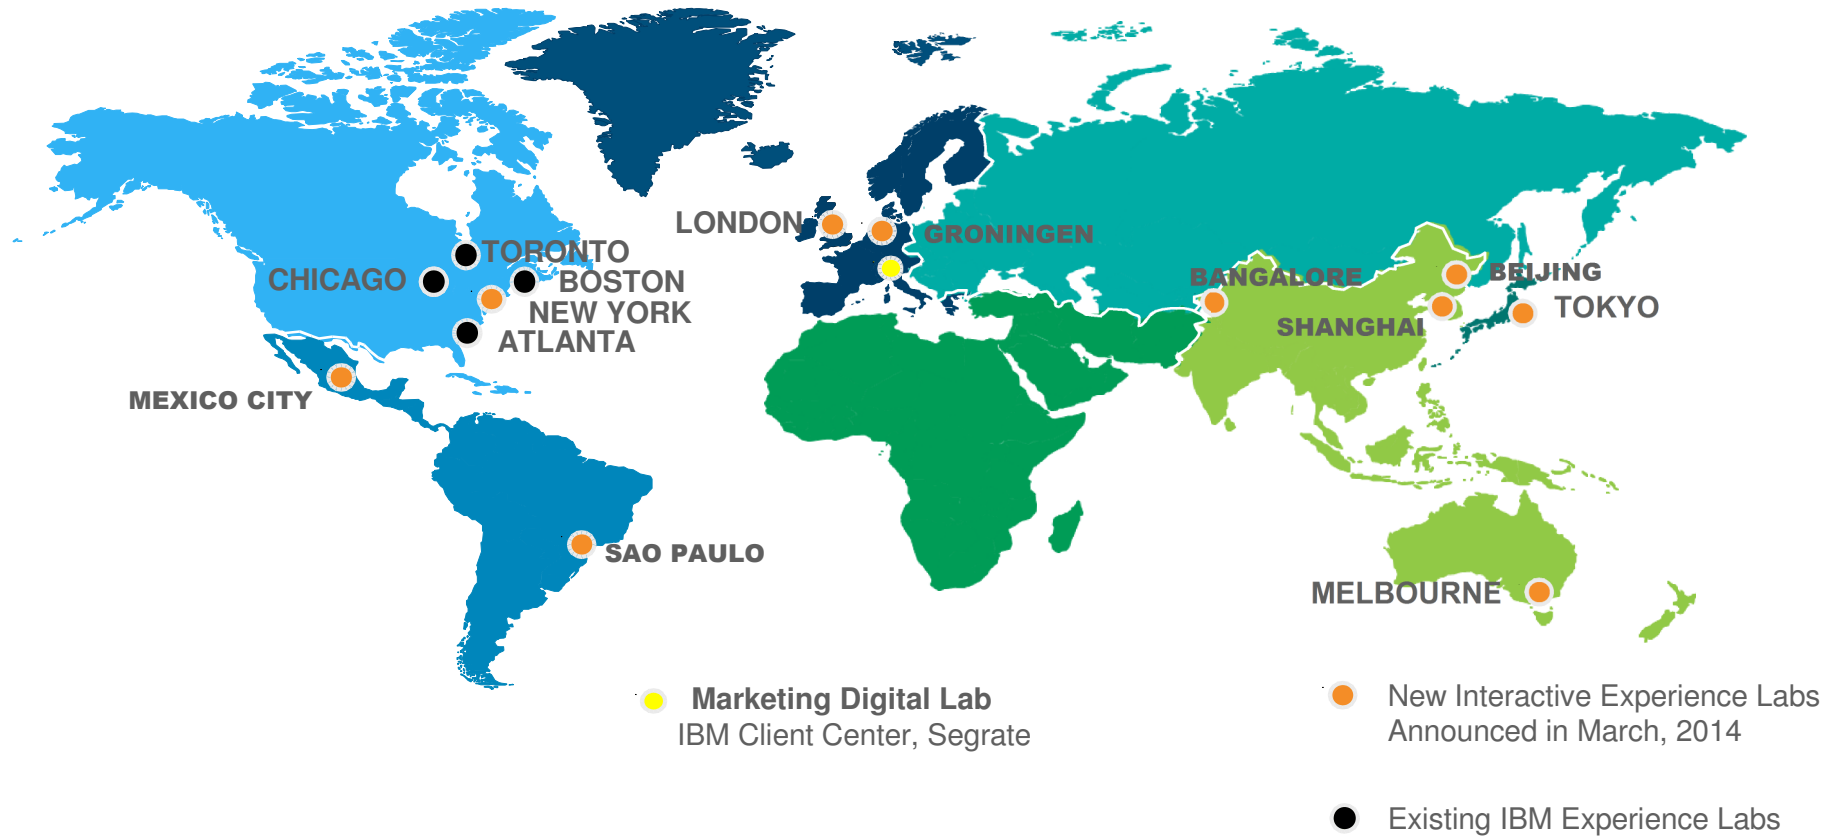 LONDON
GRONINGEN
TORONTO
CHICAGO
BOSTON
BANGALORE
BEIJING
NEW YORK
TOKYO
SHANGHAI
ATLANTA
MEXICO CITY
SAO PAULO
MELBOURNE
Marketing Digital Lab
IBM Client Center, Segrate
New Interactive Experience Labs
Announced in March, 2014
Existing IBM Experience Labs